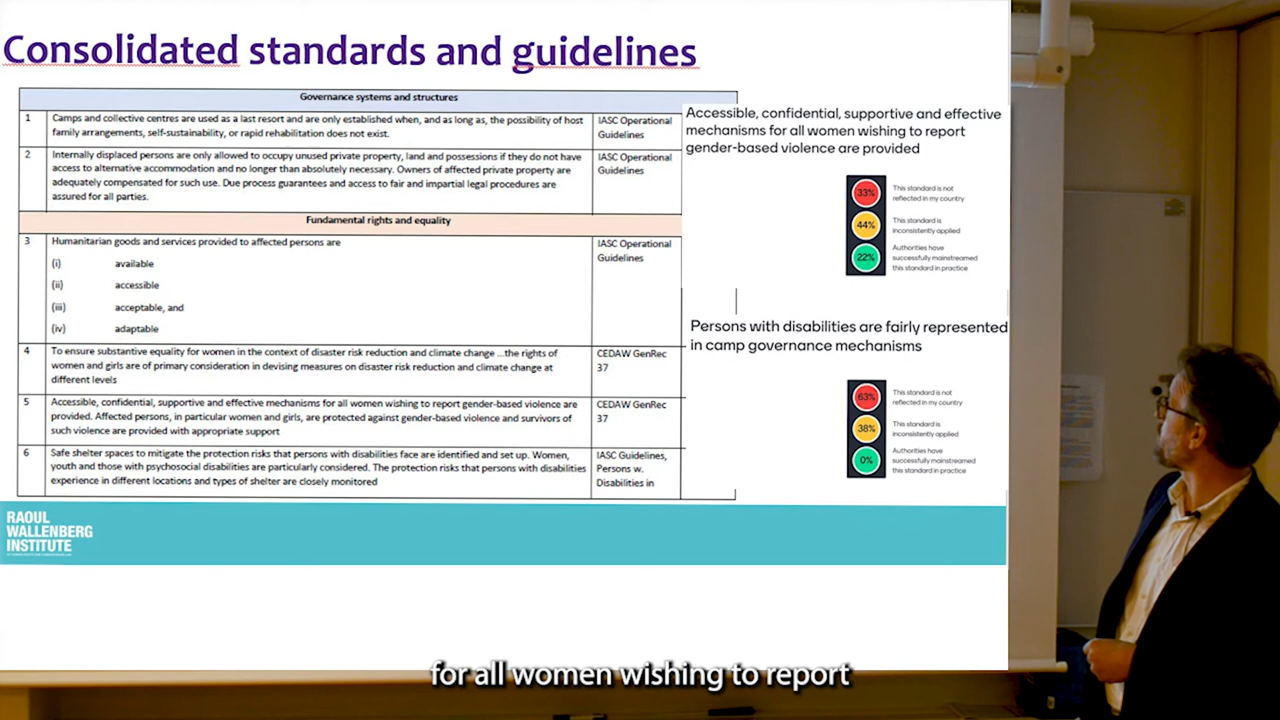 Consolidated standards and guidelines
Governance systems and structures
1
Camps and collective centres are used as a last resort and are only established when, and as long as, the possibility of host
family arrangements, self-sustainability, or rapid rehabilitation does not exist.
IASC Operational
Guidelines
2
Internally displaced persons are only allowed to occupy unused private property, land and possessions if they do not have
access to alternative accommodation and no longer than absolutely necessary. Owners of affected private property are
adequately compensated for such use. Due process guarantees and access to fair and impartial legal procedures are
assured for all parties.
IASC Operational
Guidelines
Fundamental rights and equality
3
Humanitarian goods and services provided to affected persons are
(i) available
(ii) accessible
(iii) acceptable, and
(iv) adaptable
IASC Operational
Guidelines
4
To ensure substantive equality for women in the context of disaster risk reduction and climate change ...the rights of
women and girls are of primary consideration in devising measures on disaster risk reduction and climate change at
different levels
CEDAW GenRec
37
5
Accessible, confidential, supportive and effective mechanisms for all women wishing to report gender-based violence are
provided. Affected persons, in particular women and girls, are protected against gender-based violence and survivors of
such violence are provided with appropriate support
CEDAW GenRec
37
6
Safe shelter spaces to mitigate the protection risks that persons with disabilities face are identified and set up. Women,
youth and those with psychosocial disabilities are particularly considered. The protection risks that persons with disabilities
experience in different locations and types of shelter are closely monitored
IASC Guidelines,
Persons w.
Disabilities in
Accessible, confidential, supportive and effective
mechanisms for all women wishing to report
gender-based violence are provided
33%
This standard is not
reflected in my country
44%
This standard is
inconsistently applied
22%
Authorities have
successfully mainstreamed
this standard in practice
Persons with disabilities are fairly represented
in camp governance mechanisms
63%
This standard is not
reflected in my country
38%
This standard is
inconsistently applied
0%
Authorities have
successfully mainstreamed
this standard in practice
RAOUL
WALLENBERG
INSTITUTE
for all women wishing to report